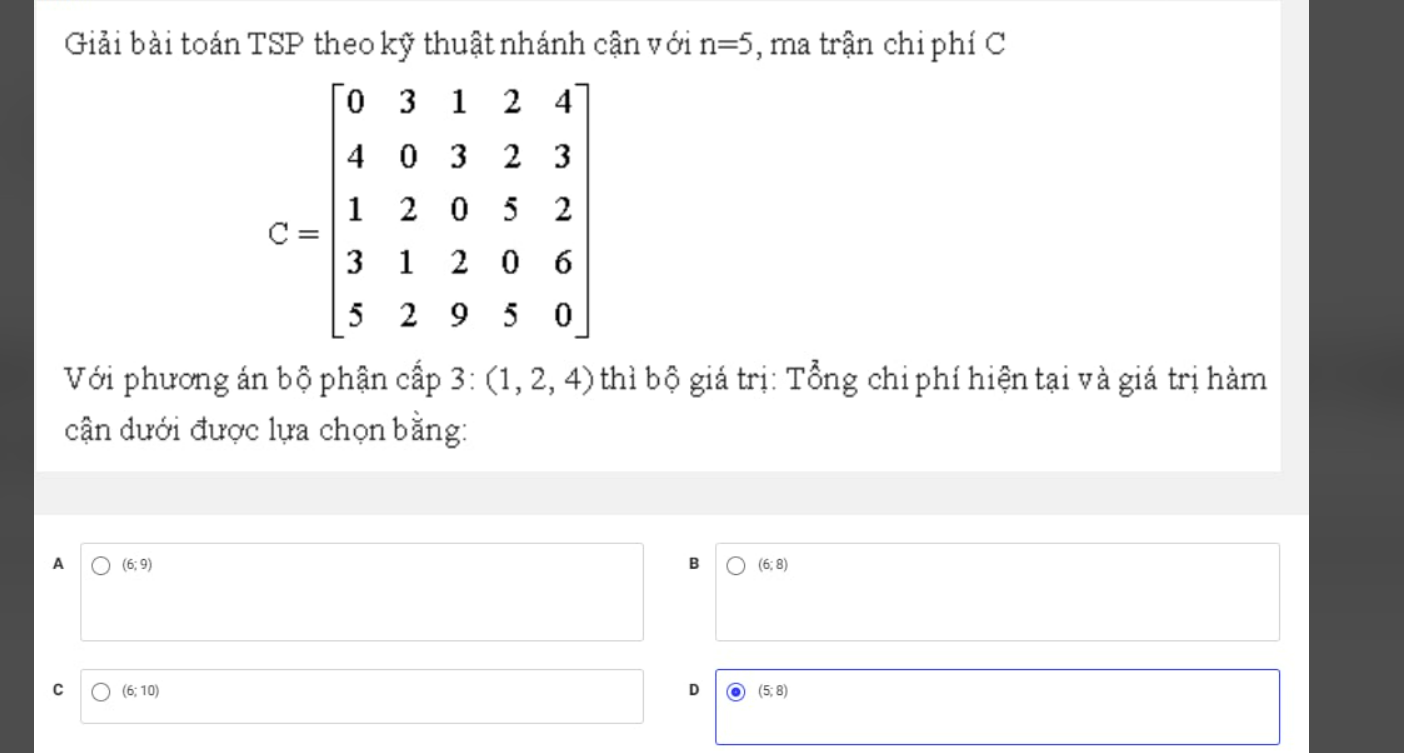 Giải bài toán TSP theo kỹ thuật nhánh cận với n=5, ma trận chi phí C
0 3 1 2 4
4 0 3 2 3
C = 1 2 0 5 2
3 1 2 0 6
5 2 9 5 0
Với phương án bộ phận cấp 3: (1, 2, 4) thì bộ giá trị: Tổng chi phí hiện tại và giá trị hàm
cận dưới được lựa chọn bằng:
A (6; 9)
B (6; 8)
C (6; 10)
D (5; 8)